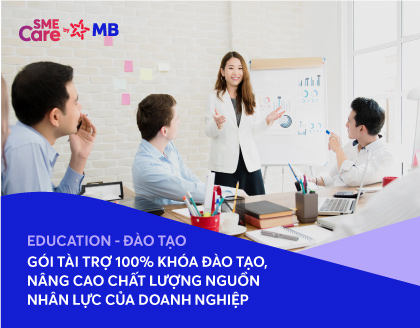 SME
Care by MB
EDUCATION - ĐÀO TẠO
GÓI TÀI TRỢ 100% KHÓA ĐÀO TẠO,
NÂNG CAO CHẤT LƯỢNG NGUỒN
NHÂN LỰC CỦA DOANH NGHIỆP